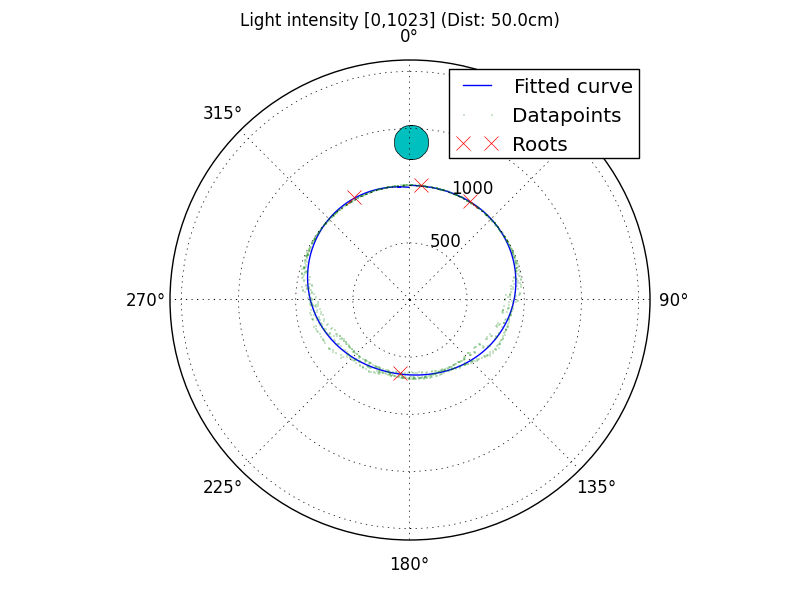 Light intensity [0,1023] (Dist: 50.0cm)
0°
Fitted curve
315°
Datapoints
Roots
1000
500
270°
90°
225°
135°
180°